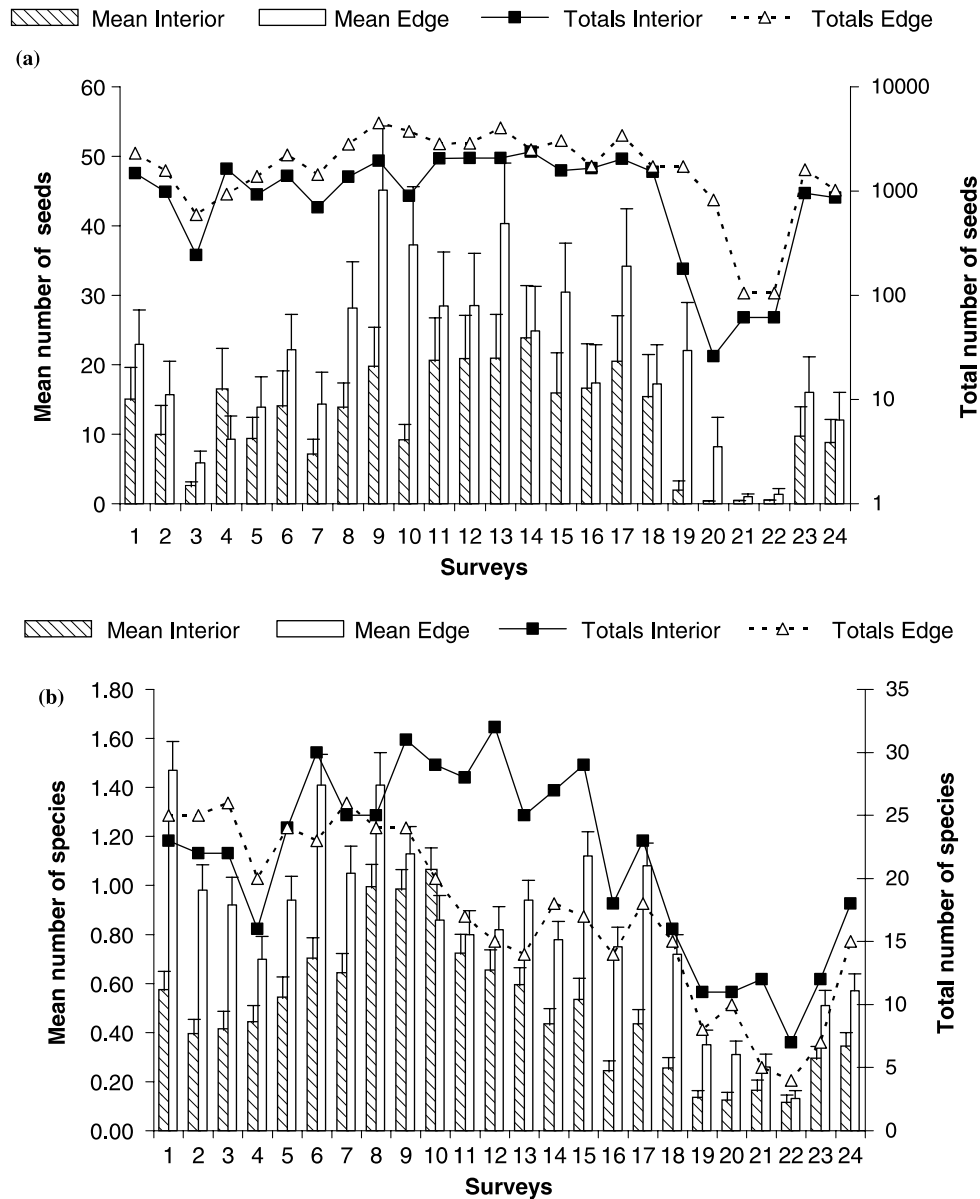 Mean Interior Mean Edge Totals Interior Totals Edge
(a)
60 10000
50
1000
40
30 100
20
10
10
0 1
Mean number of seeds
Total number of seeds
1 2 3 4 5 6 7 8 9 10 11 12 13 14 15 16 17 18 19 20 21 22 23 24
Surveys
Mean Interior Mean Edge Totals Interior Totals Edge
(b)
1.80 35
1.60
30
1.40
25
1.20
1.00 20
0.80 15
0.60
10
0.40
5
0.20
0.00 0
Mean number of species
Total number of species
1 2 3 4 5 6 7 8 9 10 11 12 13 14 15 16 17 18 19 20 21 22 23 24
Surveys